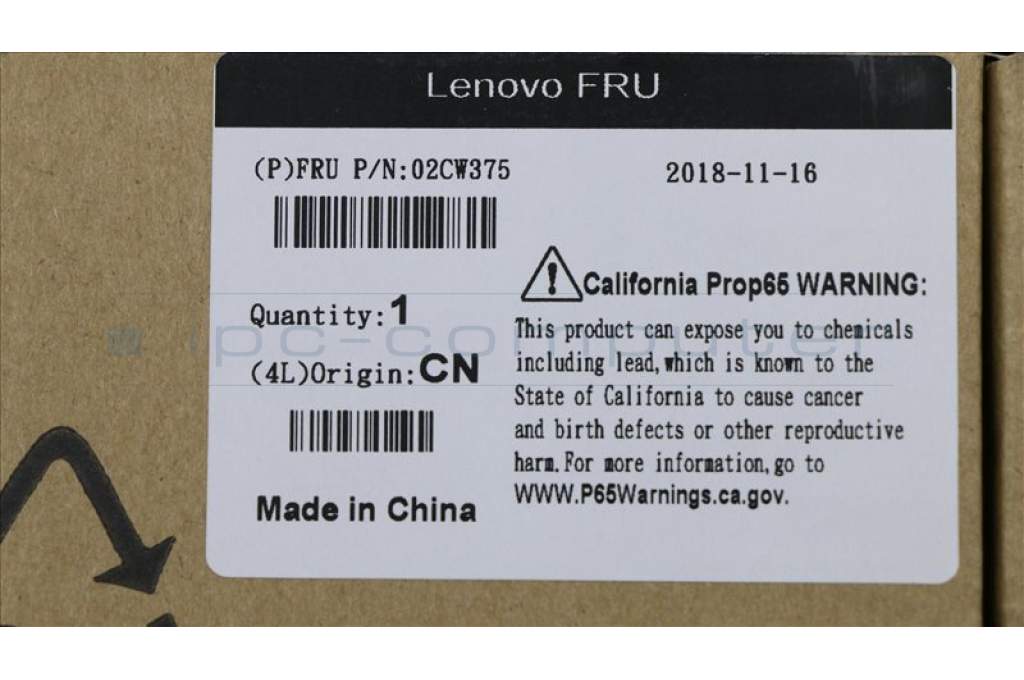 Lenovo FRU
(P)FRU P/N:02CW375
2018-11-16
Quantity:1
(4L)Origin:CN
Made in China
California Prop65 WARNING:
This product can expose you to chemicals
including lead,which is known to the
State of California to cause cancer
and birth defects or other reproductive
harm.For more information,go to
WWW.P65Warnings.ca.gov.
ipc-computer